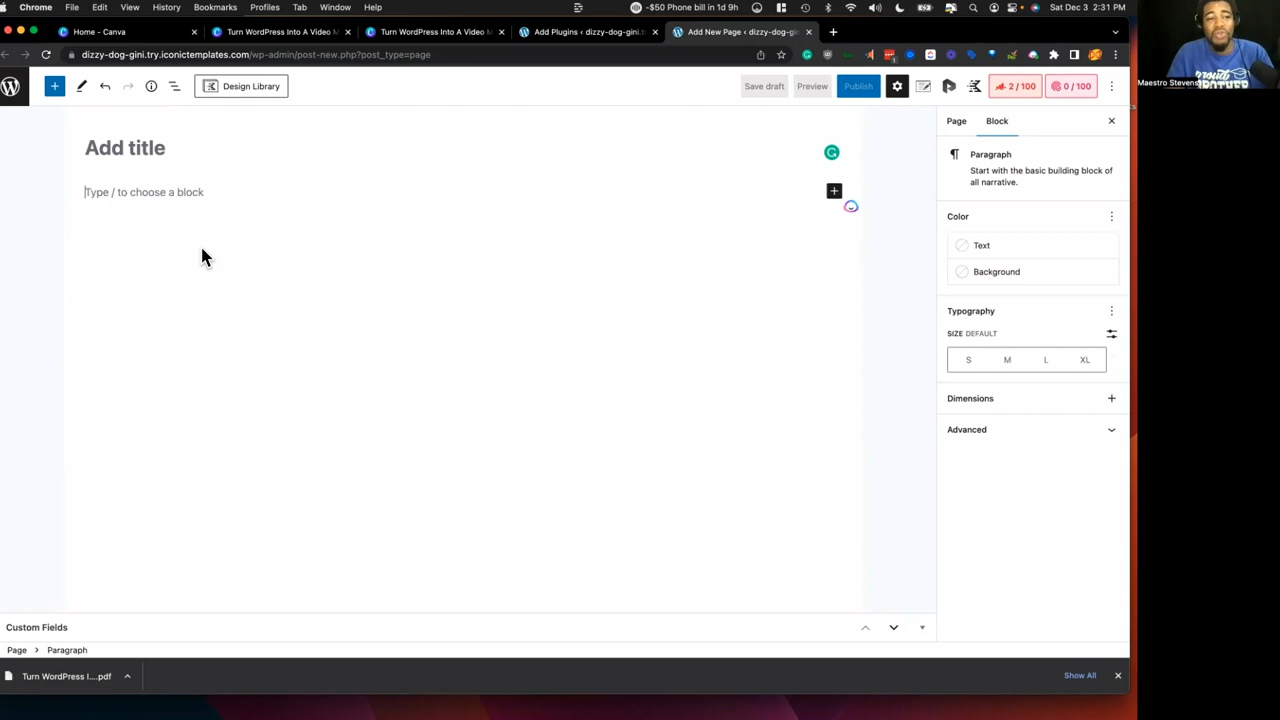 Chrome File Edit View History Bookmarks Profiles Tab Window Help -$50 Phone bill in 1d 9h Sat Dec 3 2:31 PM
Home - Canva
Turn WordPress Into A Video M
Turn WordPress Into A Video M
Add Plugins ‹ dizzy-dog-gini.t
Add New Page ‹ dizzy-dog-gi
dizzy-dog-gini.try.iconictemplates.com/wp-admin/post-new.php?post_type=page
Design Library
Save draft
Preview
Publish
2 / 100
0 / 100
Maestro Stevens
Add title
Type / to choose a block
Page
Block
Paragraph
Start with the basic building block of
all narrative.
Color
Text
Background
Typography
SIZE DEFAULT
S M L XL
Dimensions
Advanced
Custom Fields
Page › Paragraph
Turn WordPress I....pdf
Show All